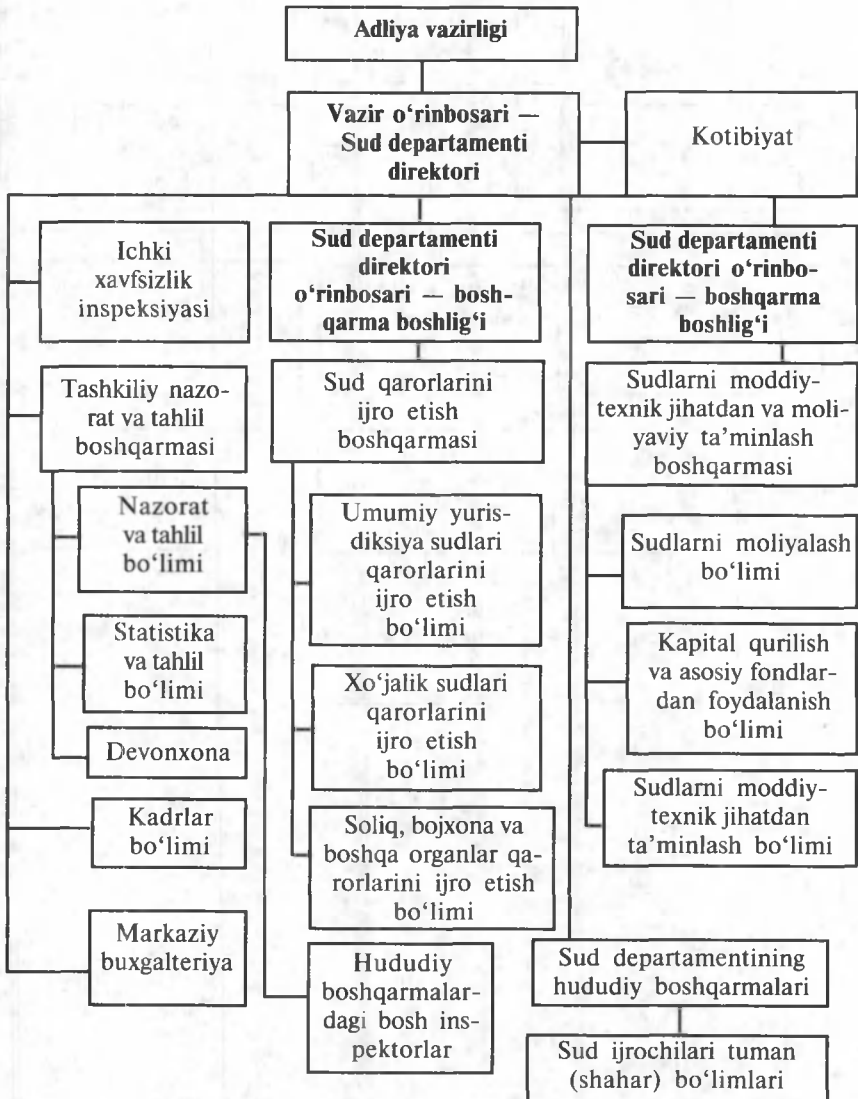 Adliya vazirligi
Vazir o‘rinbosari —
Sud departamenti
direktori
Kotibiyat
Ichki
xavfsizlik
inspeksiyasi
Sud departamenti
direktori
o‘rinbosari — bosh-
qarma boshlig‘i
Sud departamenti
direktori o‘rinbo-
sari — boshqarma
boshlig‘i
Tashkiliy nazo-
rat va tahlil
boshqarmasi
Sud qarorlarini
ijro etish
boshqarmasi
Sudlarni moddiy-
texnik jihatdan va moli-
yaviy ta’minlash
boshqarmasi
Nazorat
va tahlil
bo‘limi
Umumiy yuris-
diksiya sudlari
qarorlarini
ijro etish
bo‘limi
Sudlarni moliyalash
bo‘limi
Statistika
va tahlil
bo‘limi
Xo‘jalik sudlari
qarorlarini
ijro etish
bo‘limi
Kapital qurilish
va asosiy fondlar-
dan foydalanish
bo‘limi
Devonxona
Sudlarni moddiy-
texnik jihatdan
ta’minlash bo‘limi
Kadrlar
bo‘limi
Soliq, bojxona va
boshqa organlar qa-
rorlarini ijro etish
bo‘limi
Markaziy
buxgalteriya
Hududiy
boshqarmalar-
dagi bosh ins-
pektorlar
Sud departamentining
hududiy boshqarmalari
Sud ijrochilari tuman
(shahar) bo‘limlari